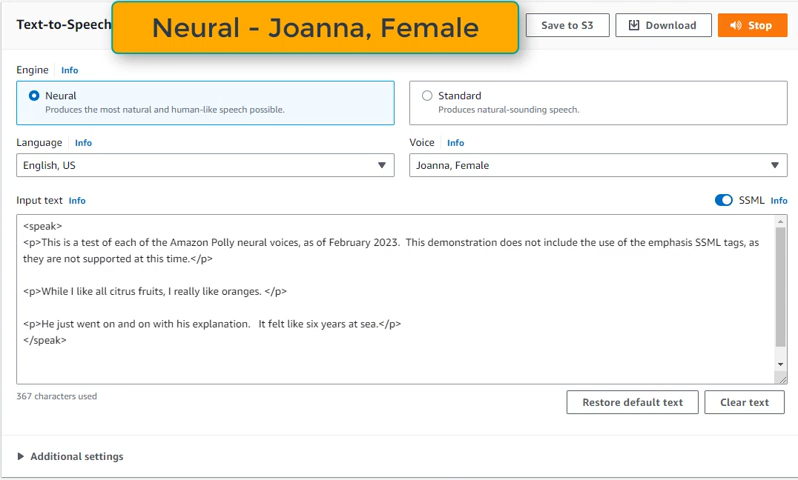 Text-to-Speech
Neural - Joanna, Female
Save to S3
Download
Stop
Engine
Info
Neural
Produces the most natural and human-like speech possible.
Standard
Produces natural-sounding speech.
Language
Info
Voice
Info
English, US
Joanna, Female
Input text
Info
SSML
Info
<speak>
<p>This is a test of each of the Amazon Polly neural voices, as of February 2023.  This demonstration does not include the use of the emphasis SSML tags, as
they are not supported at this time.</p>
<p>While I like all citrus fruits, I really like oranges. </p>
<p>He just went on and on with his explanation.   It felt like six years at sea.</p>
</speak>
367 characters used
Restore default text
Clear text
Additional settings